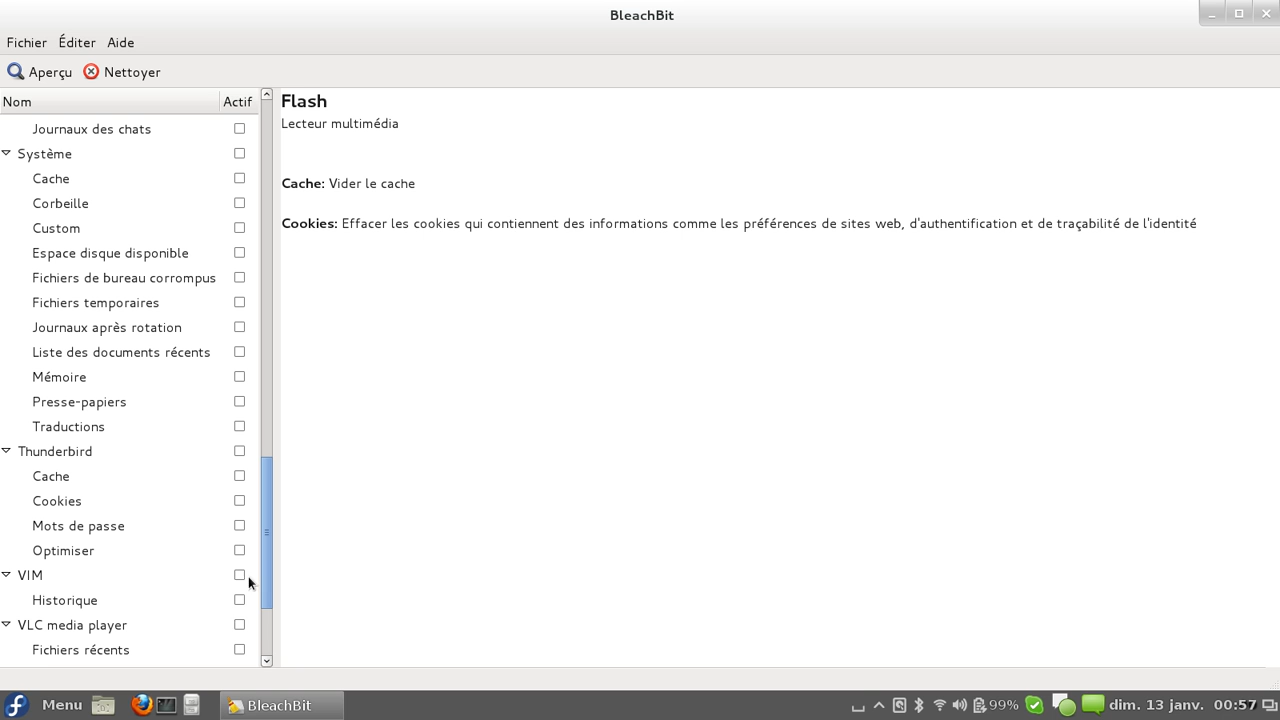 BleachBit
Fichier Éditer Aide
Aperçu Nettoyer
Nom Actif
Journaux des chats
Système
Cache
Corbeille
Custom
Espace disque disponible
Fichiers de bureau corrompus
Fichiers temporaires
Journaux après rotation
Liste des documents récents
Mémoire
Presse-papiers
Traductions
Thunderbird
Cache
Cookies
Mots de passe
Optimiser
VIM
Historique
VLC media player
Fichiers récents
Flash
Lecteur multimédia
Cache: Vider le cache
Cookies: Effacer les cookies qui contiennent des informations comme les préférences de sites web, d'authentification et de traçabilité de l'identité
Menu BleachBit 99% dim. 13 janv. 00:57